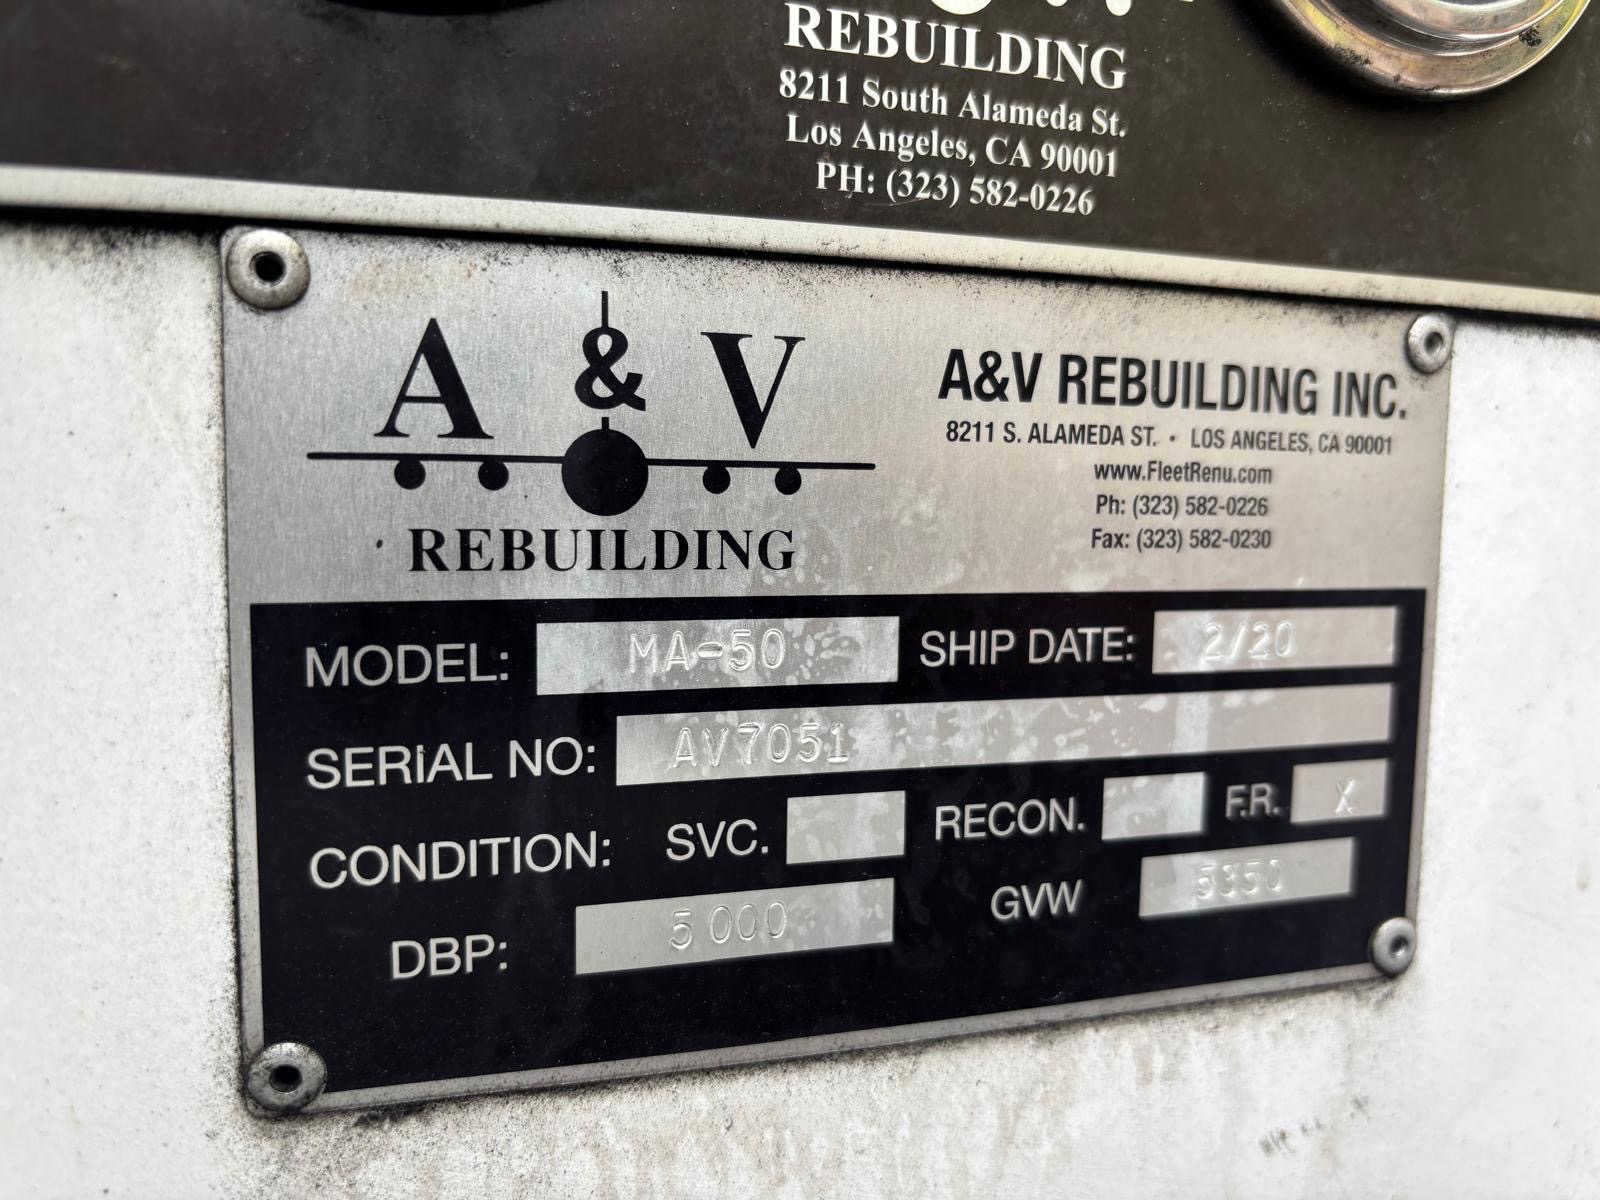 REBUILDING
8211 South Alameda St.
Los Angeles, CA 90001
PH: (323) 582-0226
A & V
REBUILDING
A&V REBUILDING INC.
8211 S. ALAMEDA ST. • LOS ANGELES, CA 90001
www.FleetRenu.com
Ph: (323) 582-0226
Fax: (323) 582-0230
MODEL: MA-50 SHIP DATE: 2/20
SERIAL NO: AV7051
CONDITION: SVC. RECON. F.R. X
DBP: 5000 GVW 5350